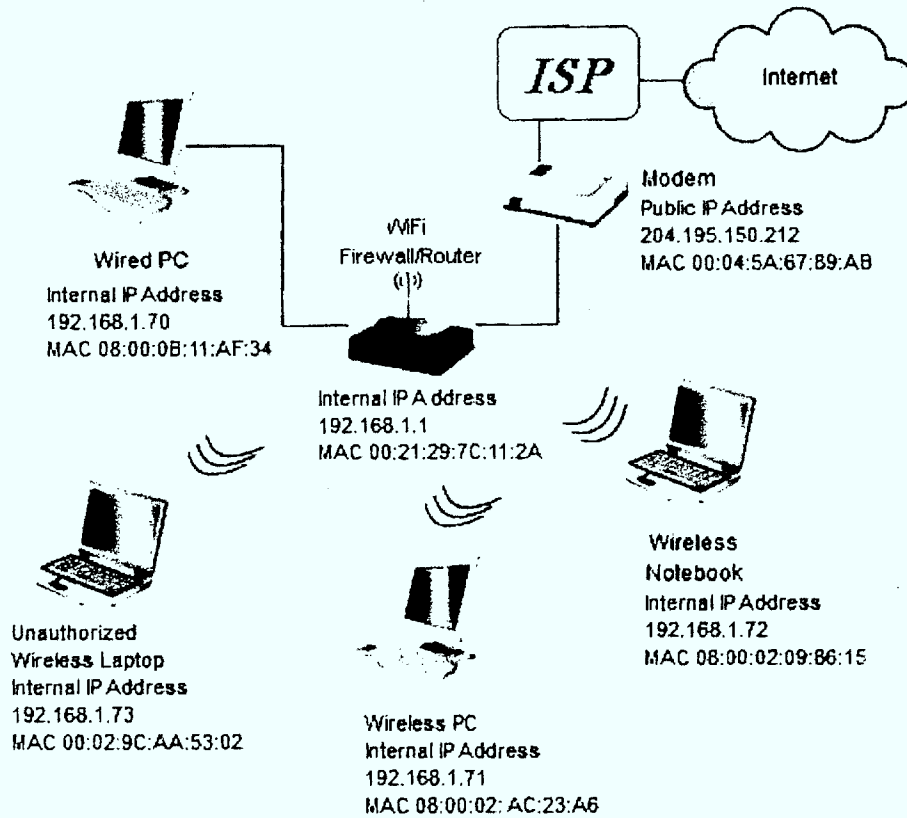 ISP
Internet
Modem
Public IP Address
204.195.150.212
MAC 00:04:5A:67:89:AB
WiFi
Firewall/Router
Wired PC
Internal IP Address
192.168.1.70
MAC 08:00:0B:11:AF:34
Internal IP Address
192.168.1.1
MAC 00:21:29:7C:11:2A
Wireless
Notebook
Internal IP Address
192.168.1.72
MAC 08:00:02:09:86:15
Unauthorized
Wireless Laptop
Internal IP Address
192.168.1.73
MAC 00:02:9C:AA:53:02
Wireless PC
Internal IP Address
192.168.1.71
MAC 08:00:02: AC:23:A6